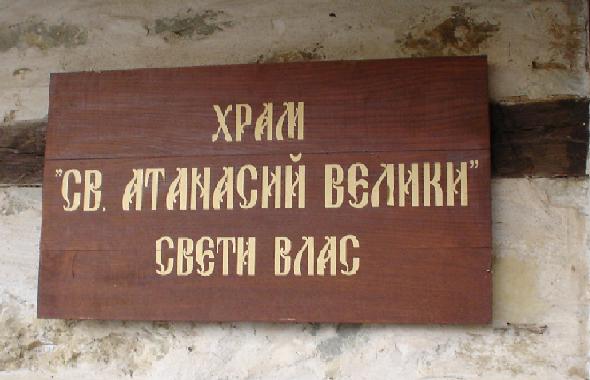 ХРАМ
"СВ. АТАНАСИЙ ВЕЛИКИ"
СВЕТИ ВЛАС